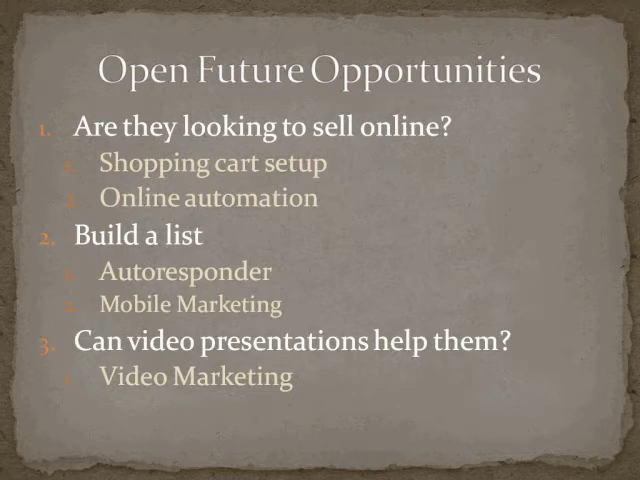 Open Future Opportunities
1. Are they looking to sell online?
1. Shopping cart setup
2. Online automation
2. Build a list
1. Autoresponder
2. Mobile Marketing
3. Can video presentations help them?
1. Video Marketing